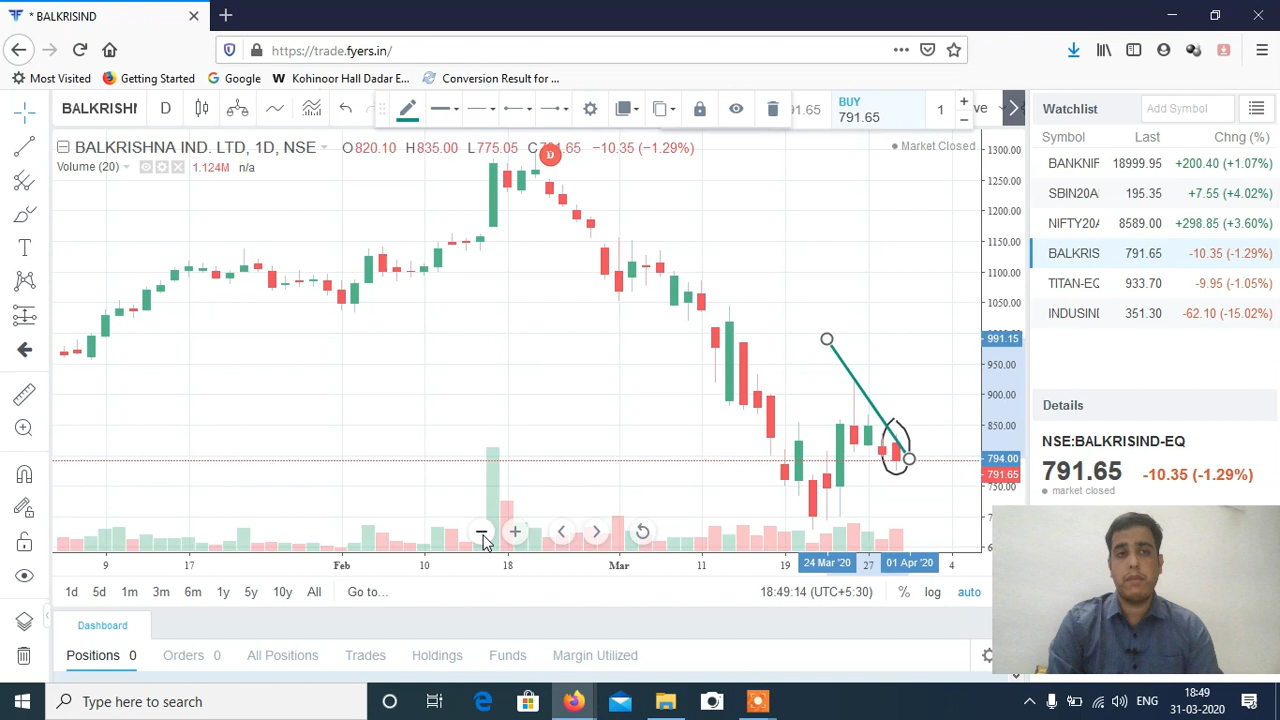 * BALKRISIND
https://trade.fyers.in/
Most Visited Getting Started Google Kohinoor Hall Dadar E... Conversion Result for ...
BALKRISHN D BUY 791.65 1
BALKRISHNA IND. LTD, 1D, NSE O820.10 H835.00 L775.05 −10.35 (−1.29%) Market Closed
Volume (20) 1.124M n/a
D
1300.00
1250.00
1200.00
1150.00
1100.00
1050.00
991.15
950.00
900.00
850.00
794.00
791.65
750.00
9 17 Feb 10 18 Mar 11 19 24 Mar '20 27 01 Apr '20 4
1d 5d 1m 3m 6m 1y 5y 10y All Go to... 18:49:14 (UTC+5:30) % log auto
Dashboard
Positions 0 Orders 0 All Positions Trades Holdings Funds Margin Utilized
Watchlist Add Symbol
Symbol Last Chng (%)
BANKNIF 18999.95 +200.40 (+1.07%)
SBIN20A 195.35 +7.55 (+4.02%)
NIFTY20A 8589.00 +298.85 (+3.60%)
BALKRIS 791.65 -10.35 (-1.29%)
TITAN-EQ 933.70 -9.95 (-1.05%)
INDUSIND 351.30 -62.10 (-15.02%)
Details
NSE:BALKRISIND-EQ
791.65 -10.35 (-1.29%)
market closed
Type here to search ENG 18:49
31-03-2020